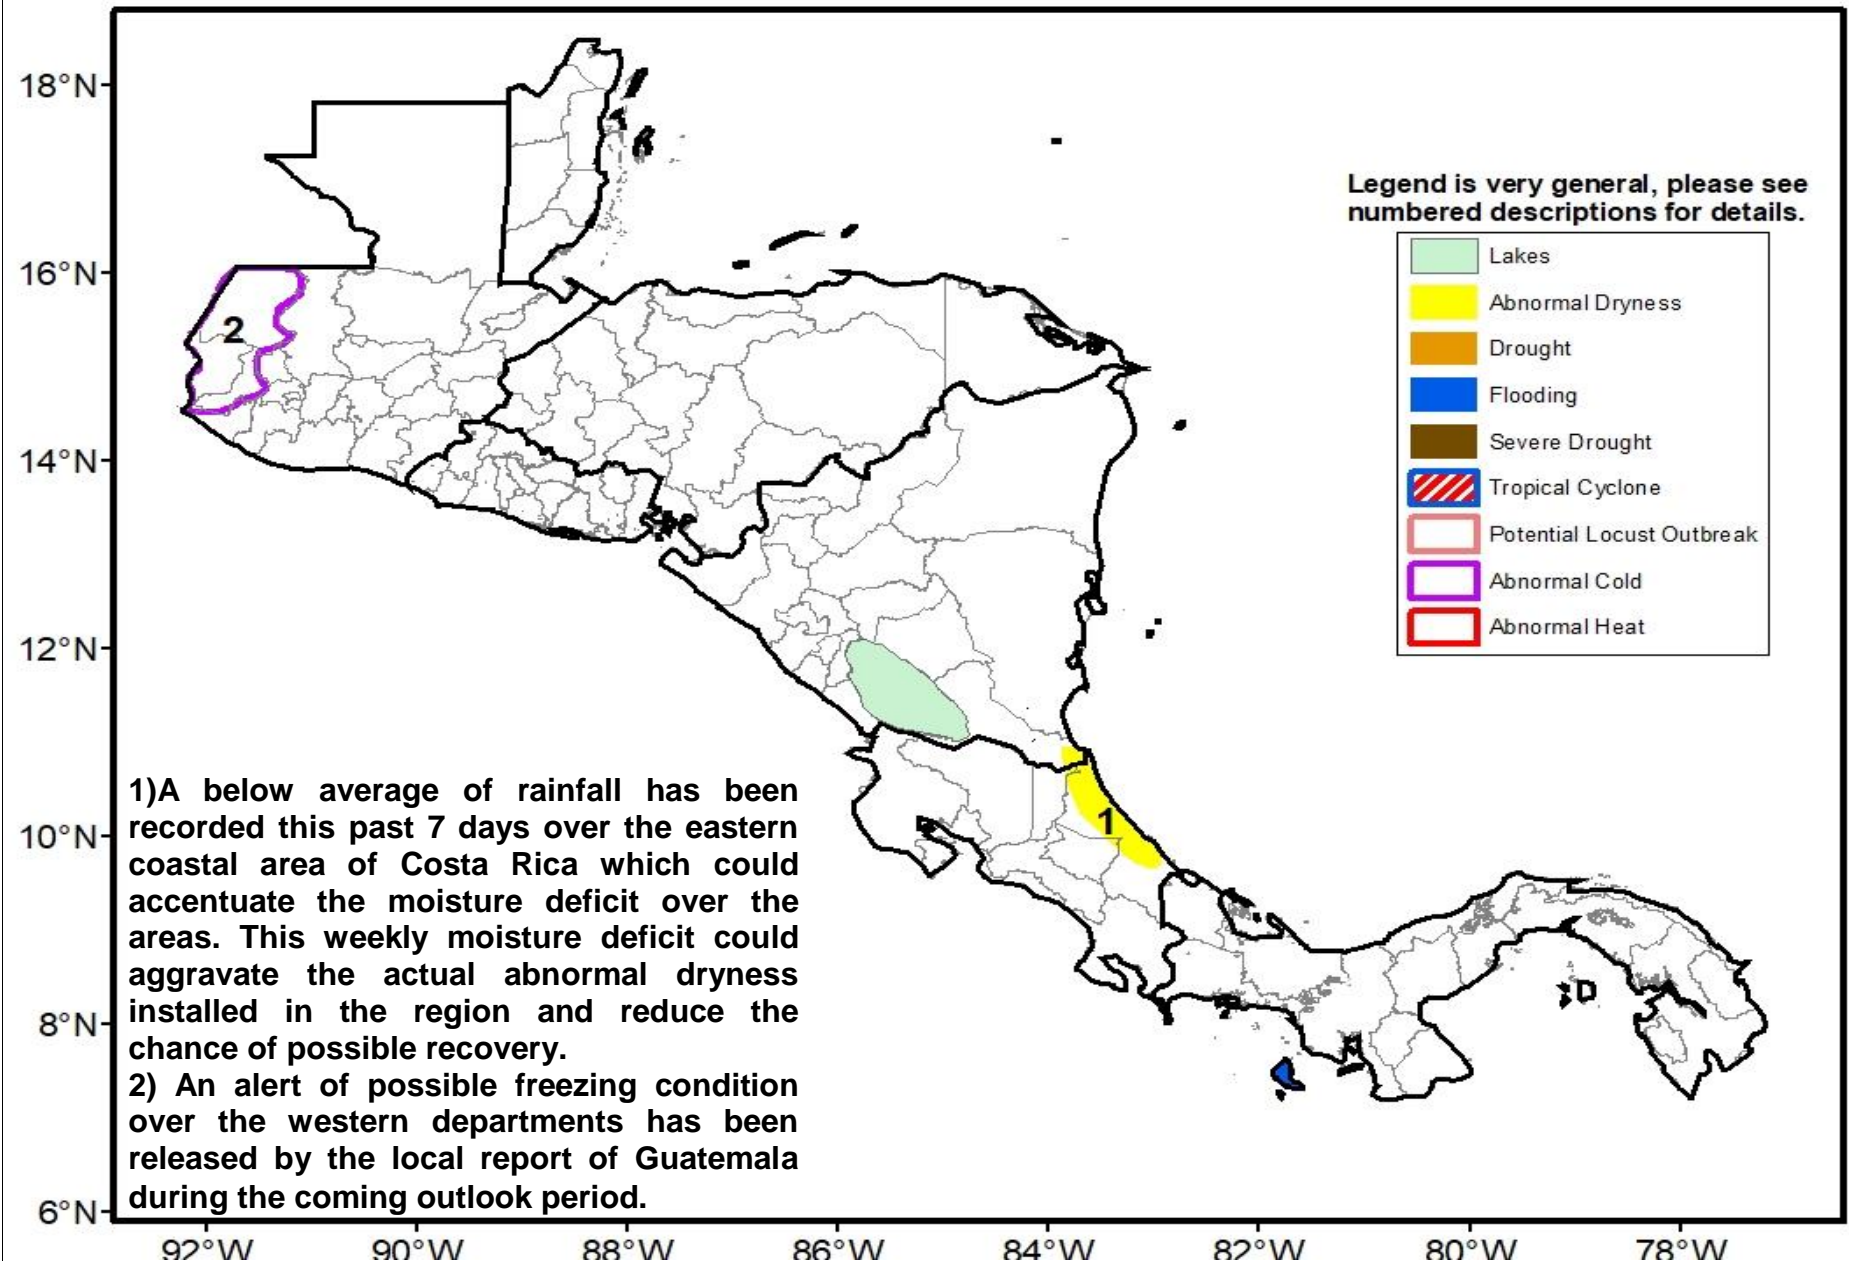 18°N
16°N
14°N
12°N
10°N
8°N
6°N
92°W 90°W 88°W 86°W 84°W 82°W 80°W 78°W
2
1
Legend is very general, please see
numbered descriptions for details.
Lakes
Abnormal Dryness
Drought
Flooding
Severe Drought
Tropical Cyclone
Potential Locust Outbreak
Abnormal Cold
Abnormal Heat
1)A below average of rainfall has been
recorded this past 7 days over the eastern
coastal area of Costa Rica which could
accentuate the moisture deficit over the
areas. This weekly moisture deficit could
aggravate the actual abnormal dryness
installed in the region and reduce the
chance of possible recovery.
2) An alert of possible freezing condition
over the western departments has been
released by the local report of Guatemala
during the coming outlook period.